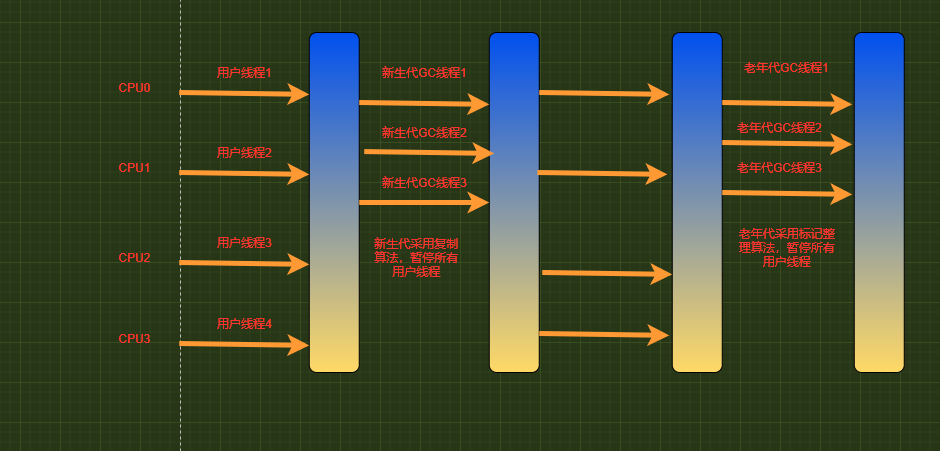 CPU0
用户线程1
新生代GC线程1
老年代GC线程1
新生代GC线程2
老年代GC线程2
CPU1
用户线程2
新生代GC线程3
老年代GC线程3
CPU2
用户线程3
新生代采用复制
算法，暂停所有
用户线程
老年代采用标记整
理算法，暂停所有
用户线程
CPU3
用户线程4